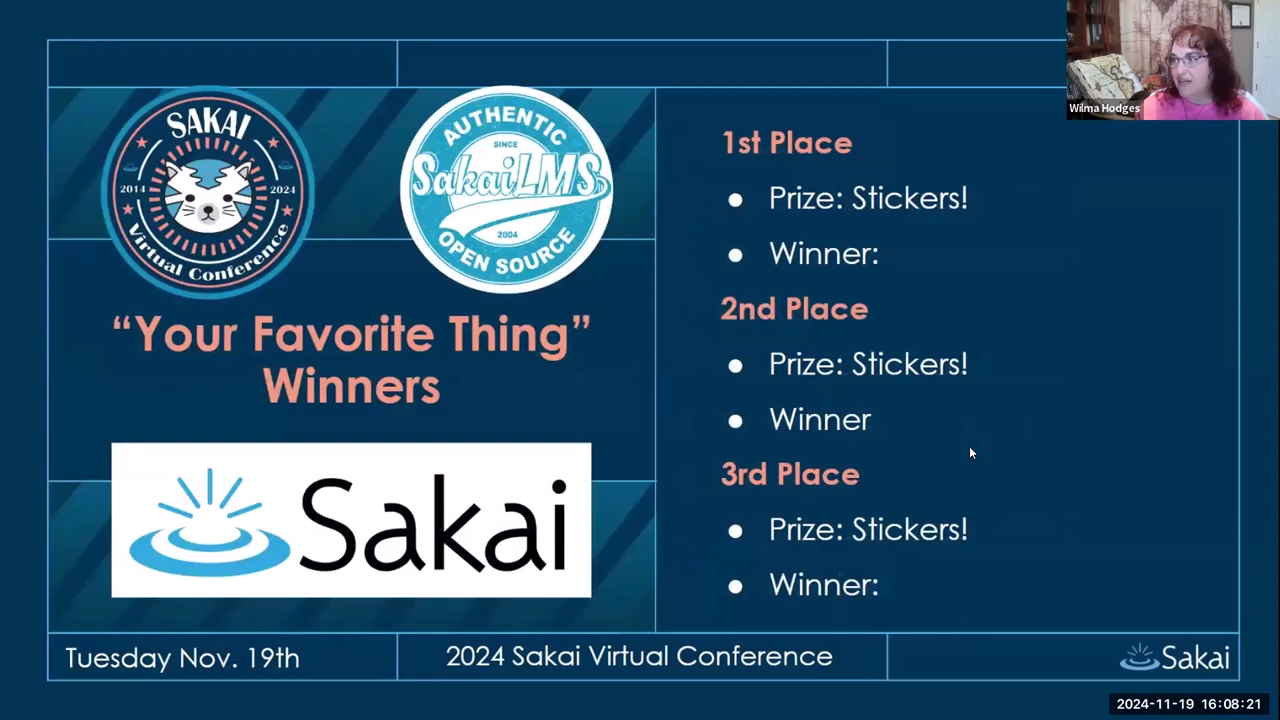 SAKAI
2014
2024
Virtual Conference
AUTHENTIC
SINCE
SakaiLMS
2004
OPEN SOURCE
“Your Favorite Thing”
Winners
Sakai
1st Place
● Prize: Stickers!
● Winner:
2nd Place
● Prize: Stickers!
● Winner
3rd Place
● Prize: Stickers!
● Winner:
Wilma Hodges
Tuesday Nov. 19th
2024 Sakai Virtual Conference
Sakai
2024-11-19 16:08:21